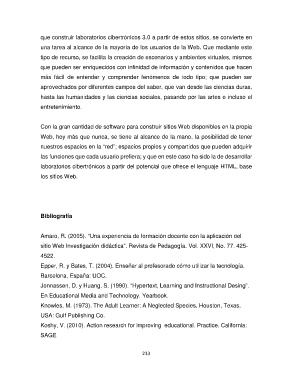 que construir laboratorios cibertrónicos 3.0 a partir de estos sitios, se convierte en
una tarea al alcance de la mayoría de los usuarios de la Web. Que mediante este
tipo de recurso, se facilita la creación de escenarios y ambientes virtuales, mismos
que pueden ser enriquecidos con infinidad de información y contenidos que hacen
más fácil de entender y comprender fenómenos de todo tipo; que pueden ser
aprovechados por diferentes campos del saber, que van desde las ciencias duras,
hasta las humanidades y las ciencias sociales, pasando por las artes e incluso el
entretenimiento.
Con la gran cantidad de software para construir sitios Web disponibles en la propia
Web, hoy más que nunca, se tiene al alcance de la mano, la posibilidad de tener
nuestros espacios en la "red"; espacios propios y compartidos que pueden adquirir
las funciones que cada usuario prefiera; y que en este caso ha sido la de desarrollar
laboratorios cibertrónicos a partir del potencial que ofrece el lenguaje HTML, base
los sitios Web.
Bibliografía
Amaro, R. (2005). "Una experiencia de formación docente con la aplicación del
sitio Web Investigación didáctica". Revista de Pedagogía. Vol. XXVI, No. 77. 425-
4522.
Epper, R. y Bates, T. (2004). Enseñar al profesorado cómo utilizar la tecnología.
Barcelona, España: UOC.
Jonnassen, D. y Huang, S. (1990). "Hypertext, Learning and Instructional Desing".
En Educational Media and Technology. Yearbook.
Knowles, M. (1973). The Adult Learner: A Neglected Species, Houston, Texas,
USA: Gulf Publishing Co.
Koshy, V. (2010). Action research for improving educational. Practice. California:
SAGE.
213